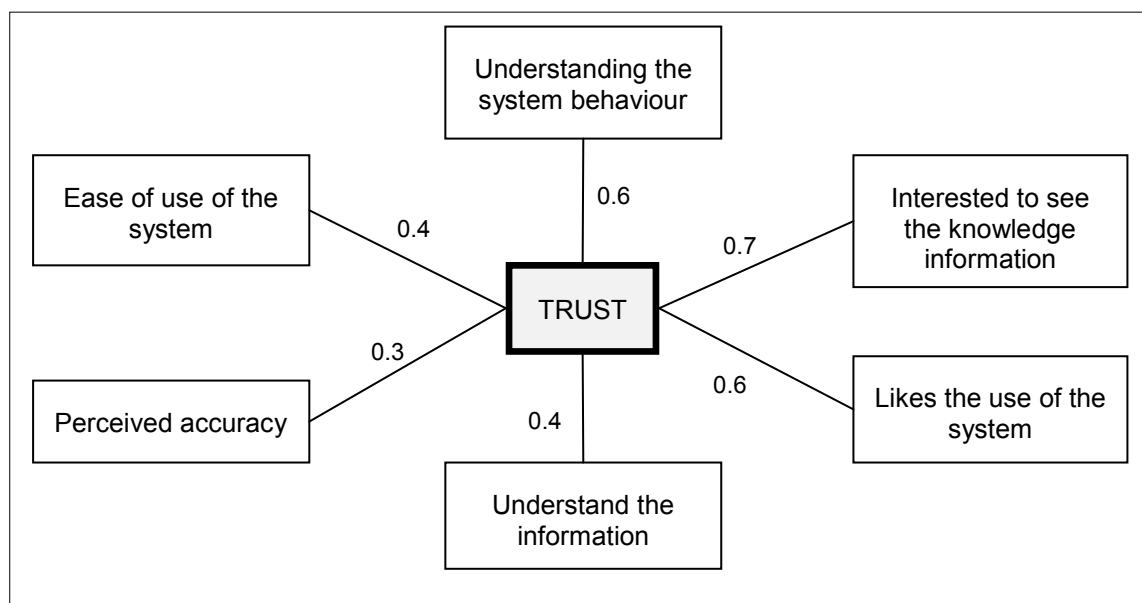 Understanding the
system behaviour
Ease of use of the
system
0.4
0.6
Interested to see
the knowledge
information
0.7
TRUST
Perceived accuracy
0.3
0.4
0.6
Likes the use of the
system
Understand the
information